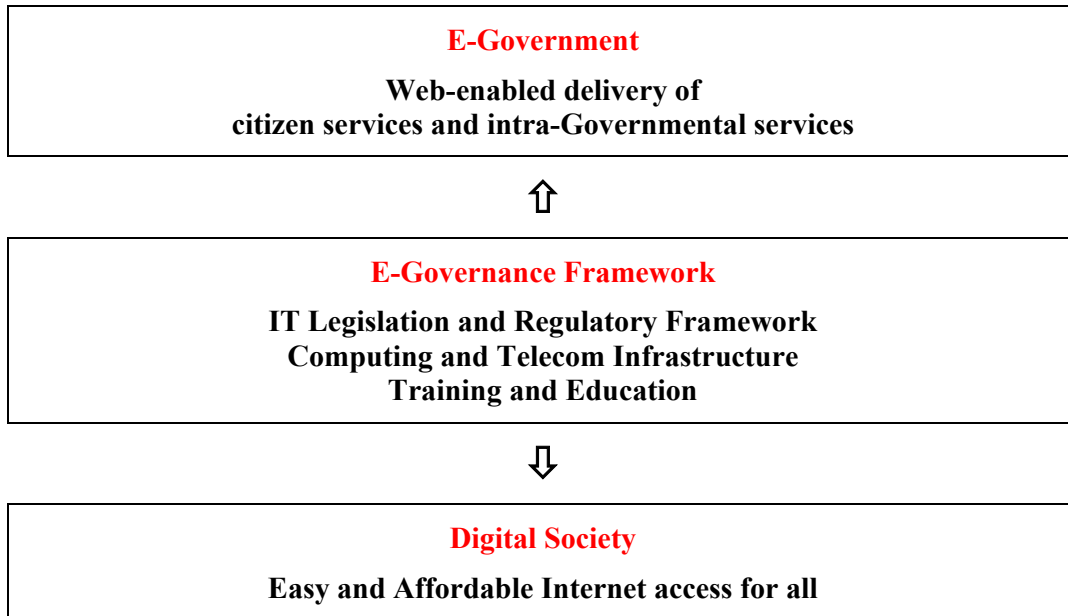 E-Government
Web-enabled delivery of
citizen services and intra-Governmental services
E-Governance Framework
IT Legislation and Regulatory Framework
Computing and Telecom Infrastructure
Training and Education
Digital Society
Easy and Affordable Internet access for all